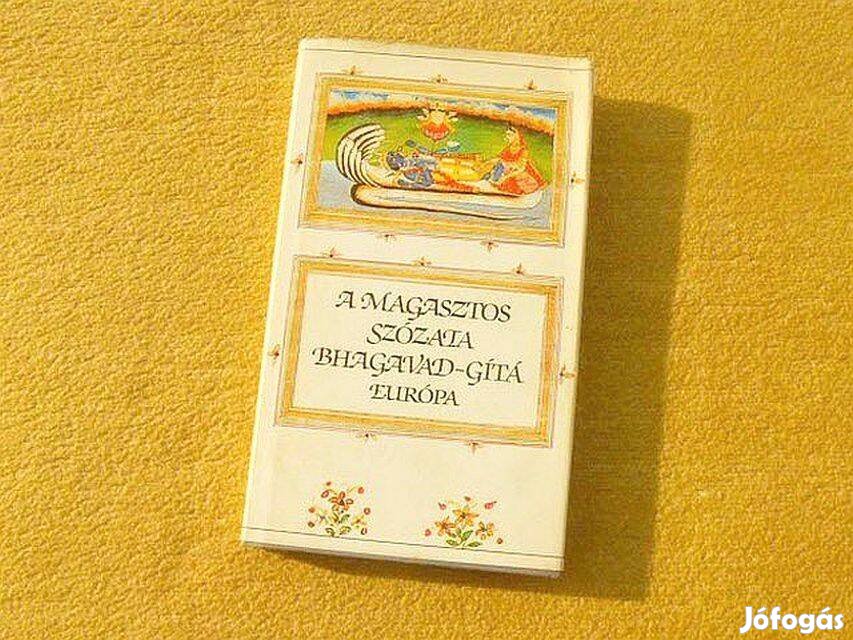 A MAGASZTOS
SZÓZATA
BHAGAVAD-GÍTÁ
EURÓPA
Jófogás